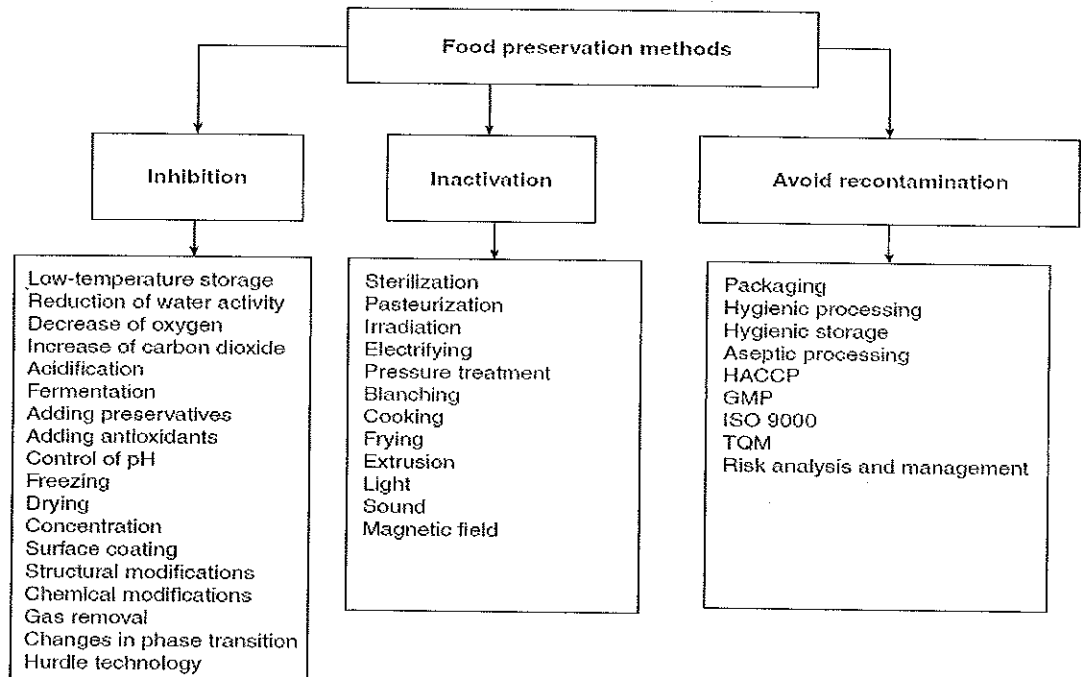 Food preservation methods
Inhibition
Inactivation
Avoid recontamination
Low-temperature storage
Reduction of water activity
Decrease of oxygen
Increase of carbon dioxide
Acidification
Fermentation
Adding preservatives
Adding antioxidants
Control of pH
Freezing
Drying
Concentration
Surface coating
Structural modifications
Chemical modifications
Gas removal
Changes in phase transition
Hurdle technology
Sterilization
Pasteurization
Irradiation
Electrifying
Pressure treatment
Blanching
Cooking
Frying
Extrusion
Light
Sound
Magnetic field
Packaging
Hygienic processing
Hygienic storage
Aseptic processing
HACCP
GMP
ISO 9000
TQM
Risk analysis and management